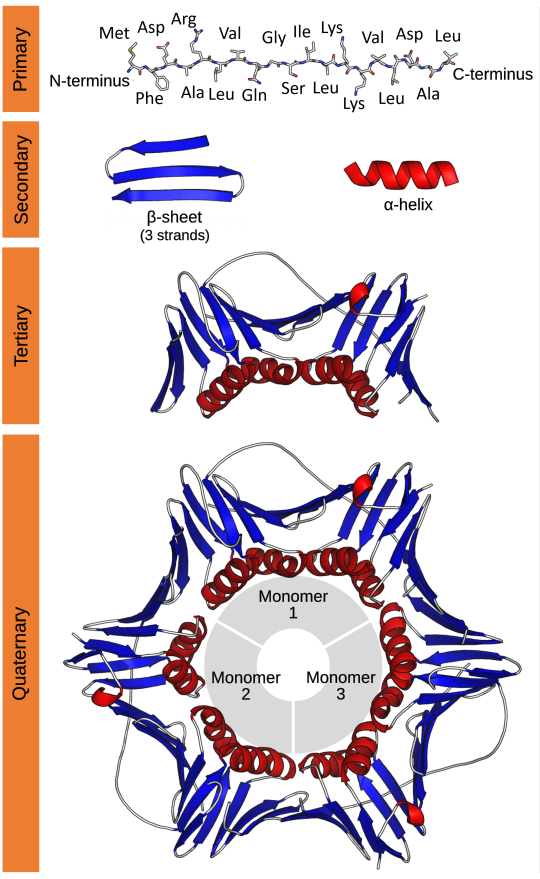 Primary
Met Asp Arg Val Gly Ile Lys Val Asp Leu
N-terminus C-terminus
Phe Ala Leu Gln Ser Leu Lys Leu Ala
Secondary
β-sheet
(3 strands)
α-helix
Tertiary
Quaternary
Monomer
1
Monomer
2
Monomer
3